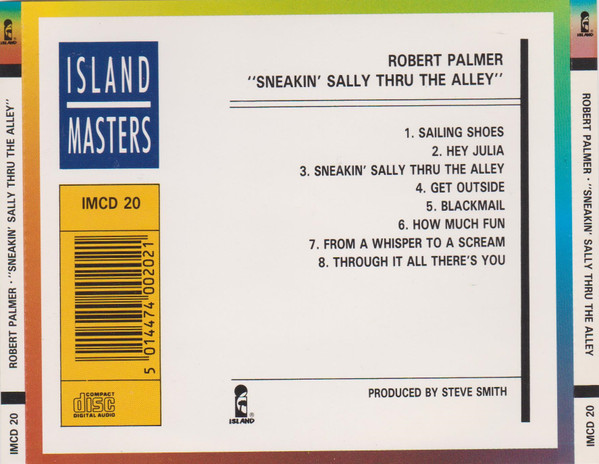 ISLAND
ROBERT PALMER · "SNEAKIN' SALLY THRU THE ALLEY"
IMCD 20
ISLAND
MASTERS
IMCD 20
5 014474 002021
COMPACT
disc
DIGITAL AUDIO
ROBERT PALMER
"SNEAKIN' SALLY THRU THE ALLEY"
1. SAILING SHOES
2. HEY JULIA
3. SNEAKIN' SALLY THRU THE ALLEY
4. GET OUTSIDE
5. BLACKMAIL
6. HOW MUCH FUN
7. FROM A WHISPER TO A SCREAM
8. THROUGH IT ALL THERE'S YOU
ISLAND
®
PRODUCED BY STEVE SMITH
ISLAND
ROBERT PALMER · "SNEAKIN' SALLY THRU THE ALLEY
IMCD 20